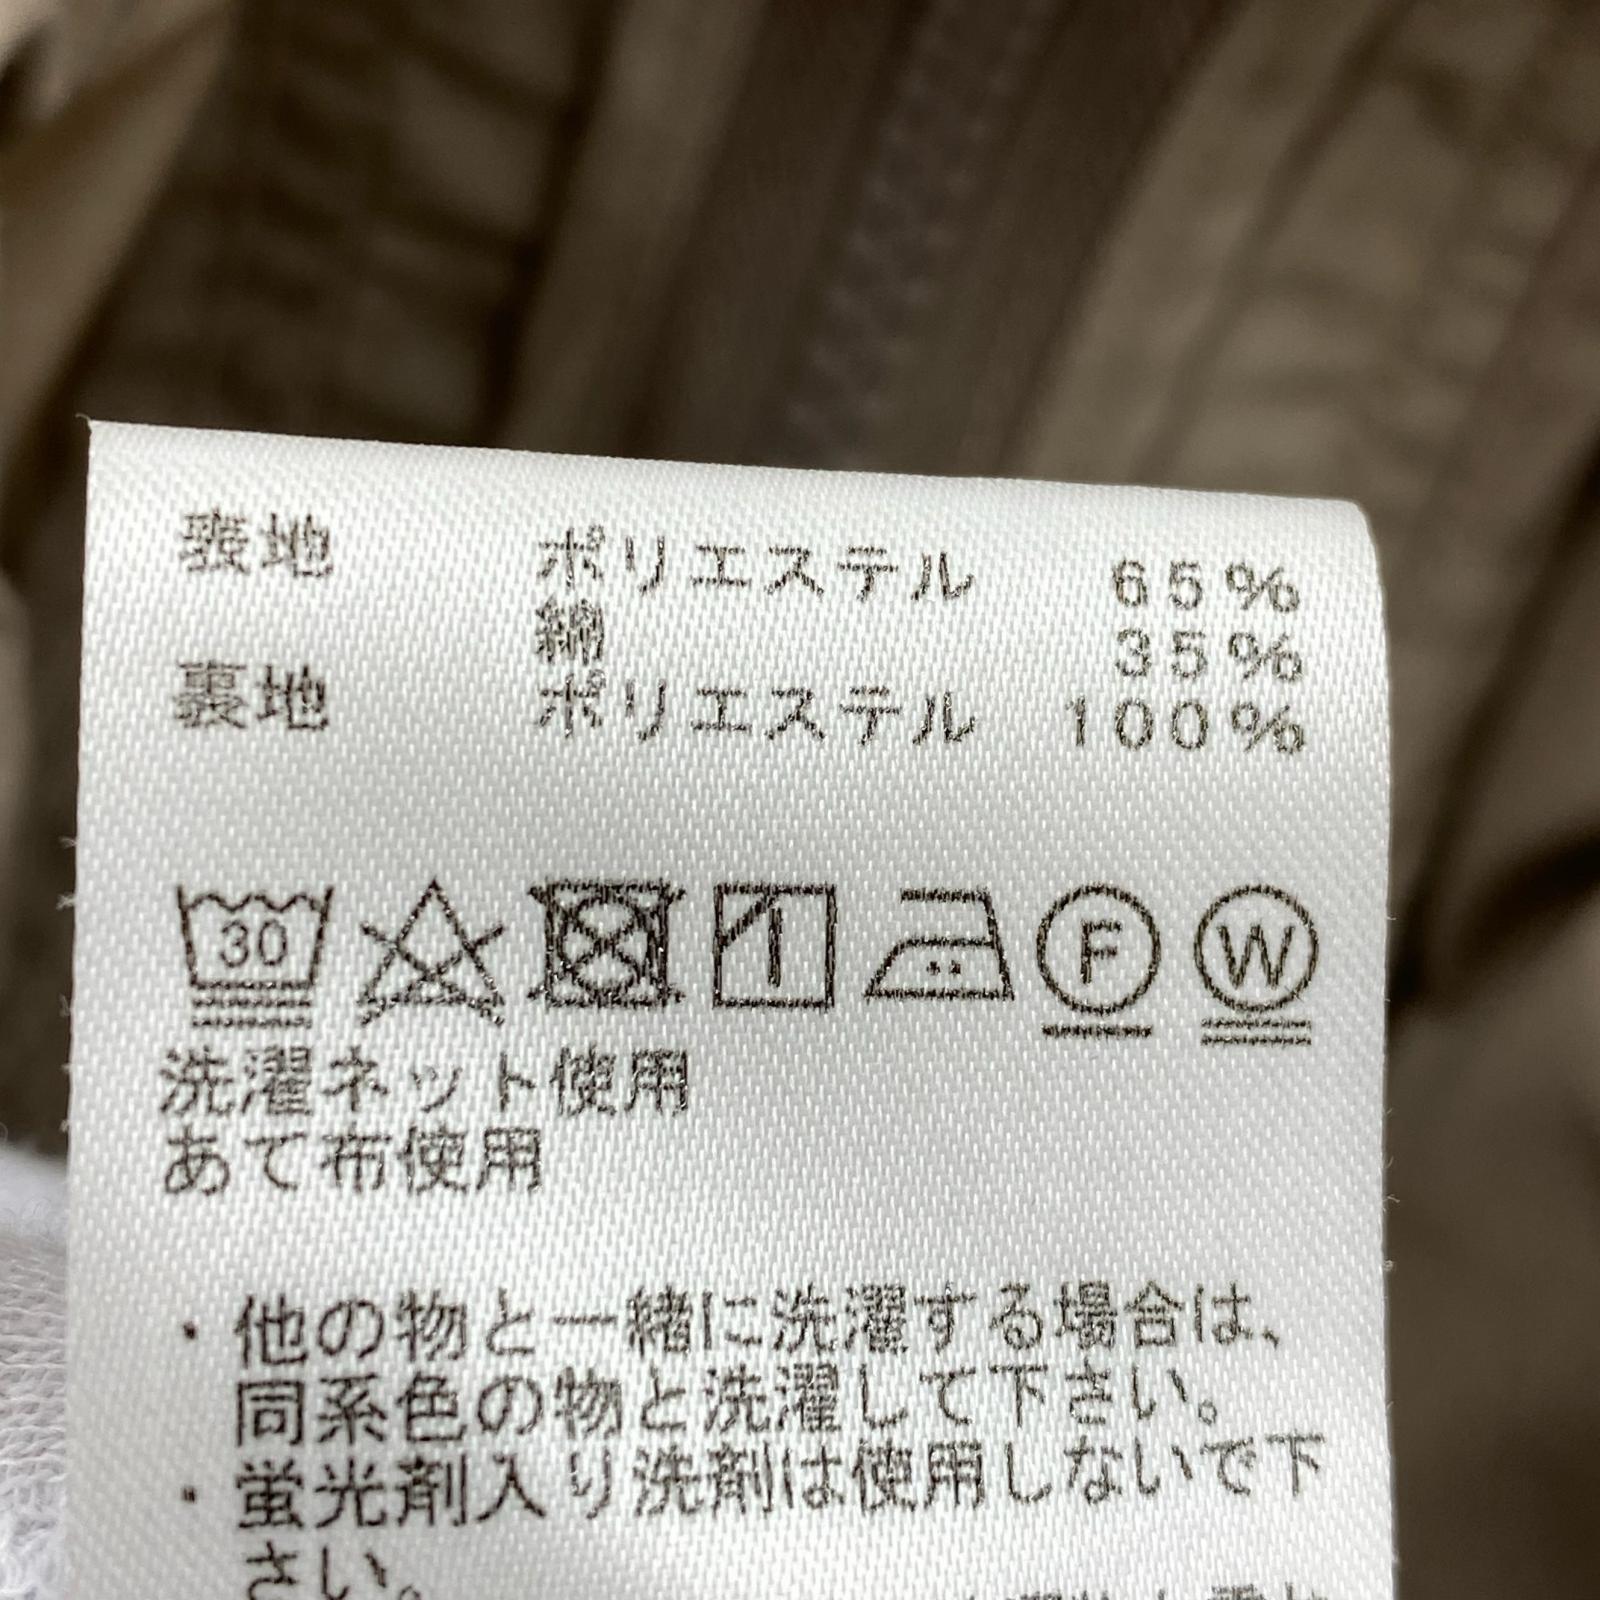 表地 ポリエステル 65%
綿 35%
裏地 ポリエステル 100%
30 F W
洗濯ネット使用
あて布使用
・他の物と一緒に洗濯する場合は、
同系色の物と洗濯して下さい。
・蛍光剤入り洗剤は使用しないで下
さい。